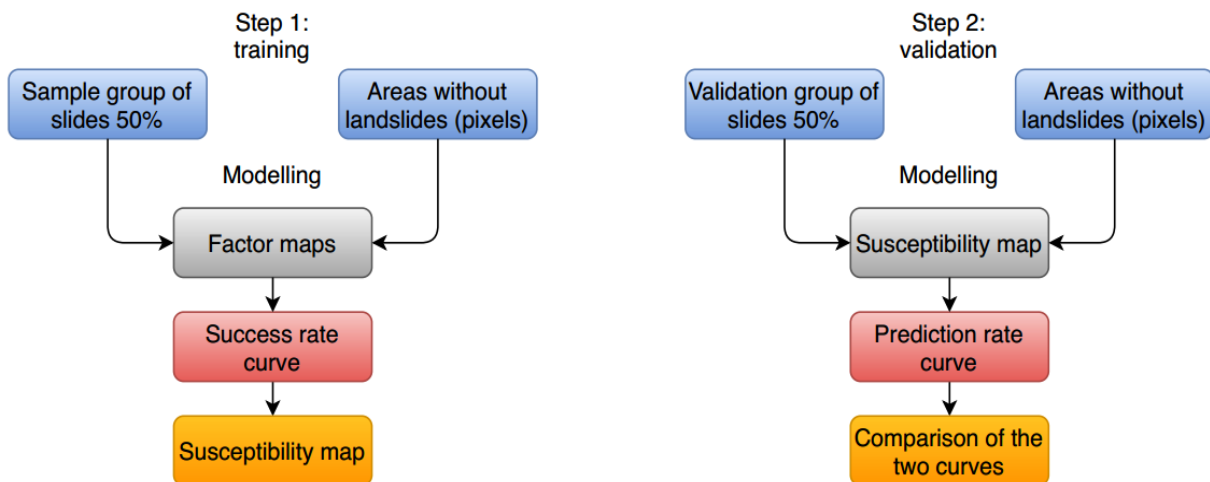 Step 1:
training
Sample group of
slides 50%
Areas without
landslides (pixels)
Modelling
Factor maps
Success rate
curve
Susceptibility map
Step 2:
validation
Validation group of
slides 50%
Areas without
landslides (pixels)
Modelling
Susceptibility map
Prediction rate
curve
Comparison of the
two curves